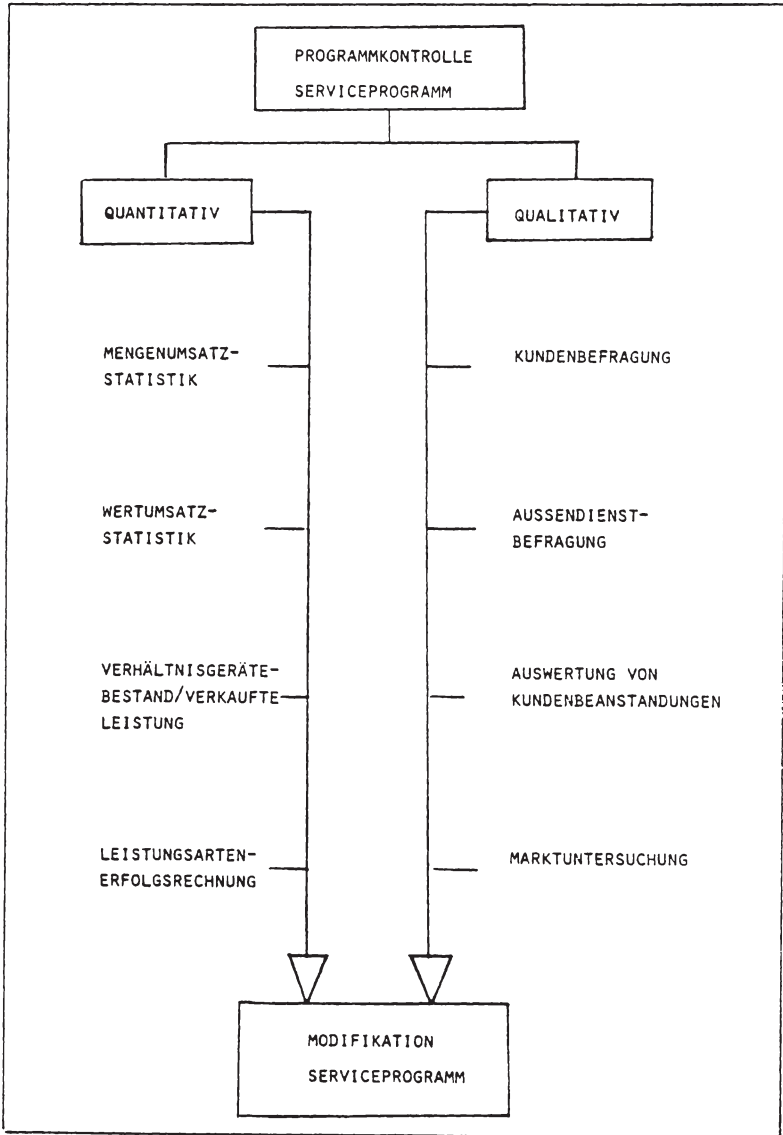 PROGRAMMKONTROLLE
SERVICEPROGRAMM
QUANTITATIV
QUALITATIV
MENGENUMSATZ-
STATISTIK
KUNDENBEFRAGUNG
WERTUMSATZ-
STATISTIK
AUSSENDIENST-
BEFRAGUNG
VERHÄLTNISGERÄTE-
BESTAND/VERKAUFTE
LEISTUNG
AUSWERTUNG VON
KUNDENBEANSTANDUNGEN
LEISTUNGSARTEN-
ERFOLGSRECHNUNG
MARKTUNTERSUCHUNG
MODIFIKATION
SERVICEPROGRAMM